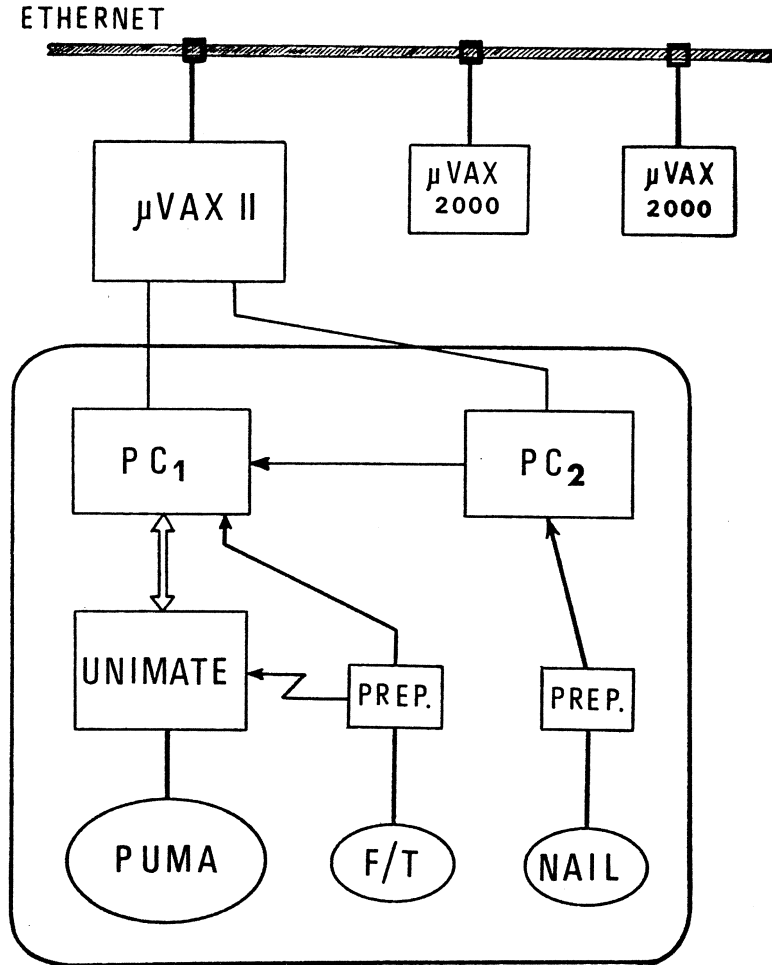 ETHERNET
μVAX II
μVAX
2000
μVAX
2000
PC1
PC2
UNIMATE
PREP.
PREP.
PUMA
F/T
NAIL